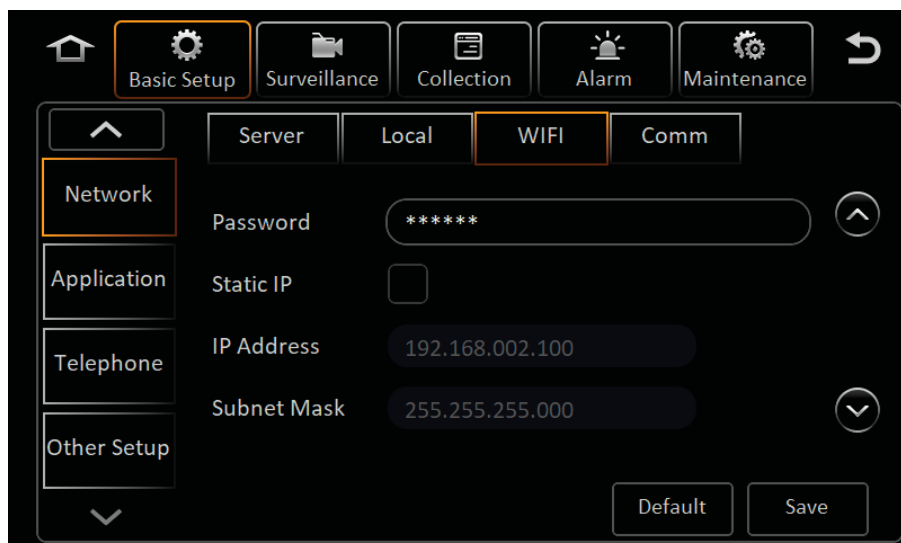 Basic Setup
Surveillance
Collection
Alarm
Maintenance
Server
Local
WIFI
Comm
Network
Application
Telephone
Other Setup
Password ******
Static IP
IP Address 192.168.002.100
Subnet Mask 255.255.255.000
Default
Save